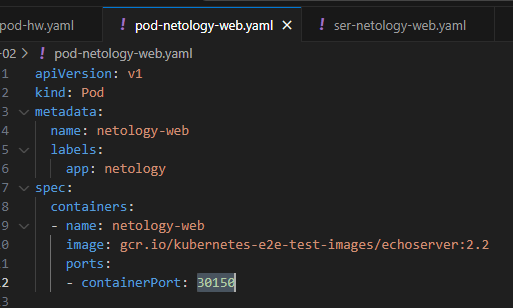 pod-hw.yaml ! pod-netology-web.yaml × ! ser-netology-web.yaml
-02 > ! pod-netology-web.yaml
1 apiVersion: v1
2 kind: Pod
3 metadata:
4 name: netology-web
5 labels:
6 app: netology
7 spec:
8 containers:
9 - name: netology-web
0 image: gcr.io/kubernetes-e2e-test-images/echoserver:2.2
1 ports:
2 - containerPort: 30150
3